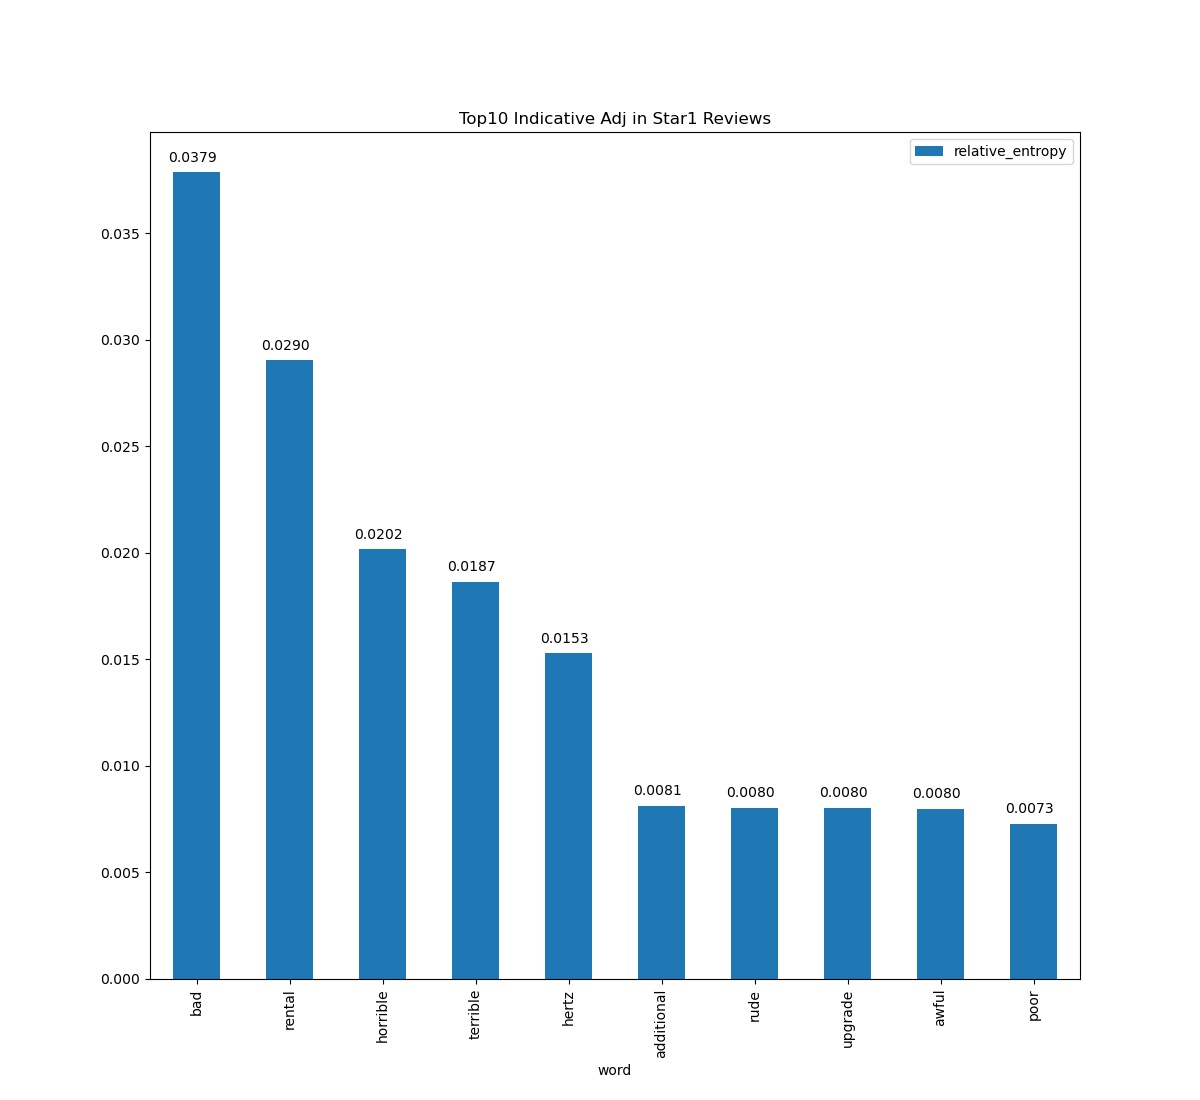 Top10 Indicative Adj in Star1 Reviews
relative_entropy
0.0379
0.0290
0.0202
0.0187
0.0153
0.0081
0.0080
0.0080
0.0080
0.0073
0.035
0.030
0.025
0.020
0.015
0.010
0.005
0.000
bad
rental
horrible
terrible
hertz
additional
rude
upgrade
awful
poor
word